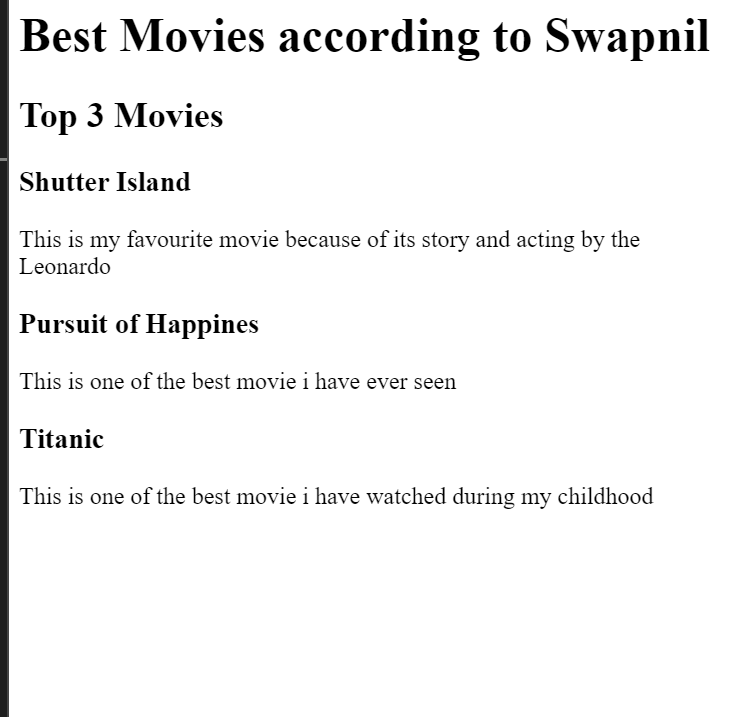 Best Movies according to Swapnil
Top 3 Movies
Shutter Island
This is my favourite movie because of its story and acting by the
Leonardo
Pursuit of Happines
This is one of the best movie i have ever seen
Titanic
This is one of the best movie i have watched during my childhood